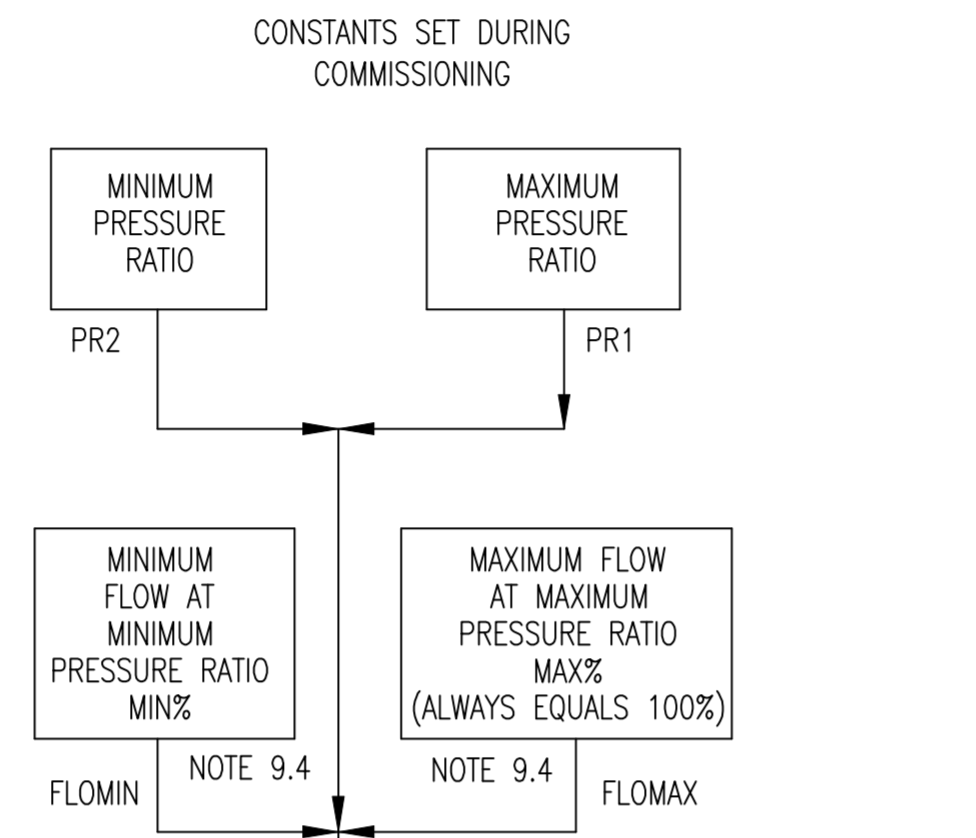 CONSTANTS SET DURING
COMMISSIONING
MINIMUM
PRESSURE
RATIO
MAXIMUM
PRESSURE
RATIO
PR2
PR1
MINIMUM
FLOW AT
MINIMUM
PRESSURE RATIO
MIN%
MAXIMUM FLOW
AT MAXIMUM
PRESSURE RATIO
MAX%
(ALWAYS EQUALS 100%)
NOTE 9.4
NOTE 9.4
FLOMIN
FLOMAX